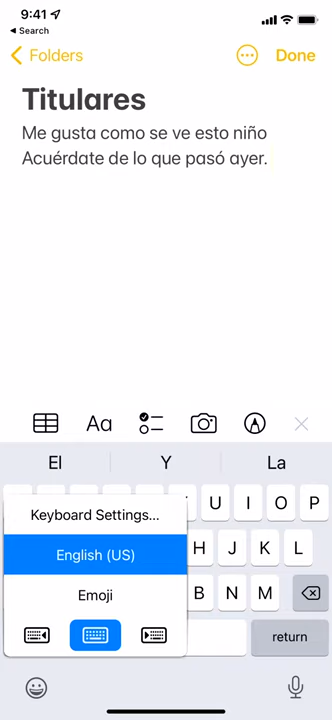 9:41
Search
Folders
Done
Titulares
Me gusta como se ve esto niño
Acuérdate de lo que pasó ayer.
Aa
El
Y
La
U I O P
Keyboard Settings...
H J K L
English (US)
B N M
Emoji
return